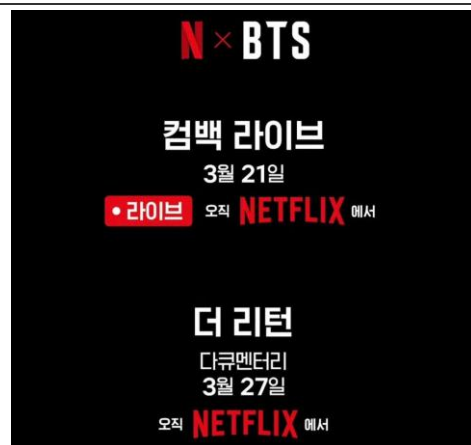 N × BTS
컴백 라이브
3월 21일
• 라이브 오직 NETFLIX 에서
더 리턴
다큐멘터리
3월 27일
오직 NETFLIX 에서